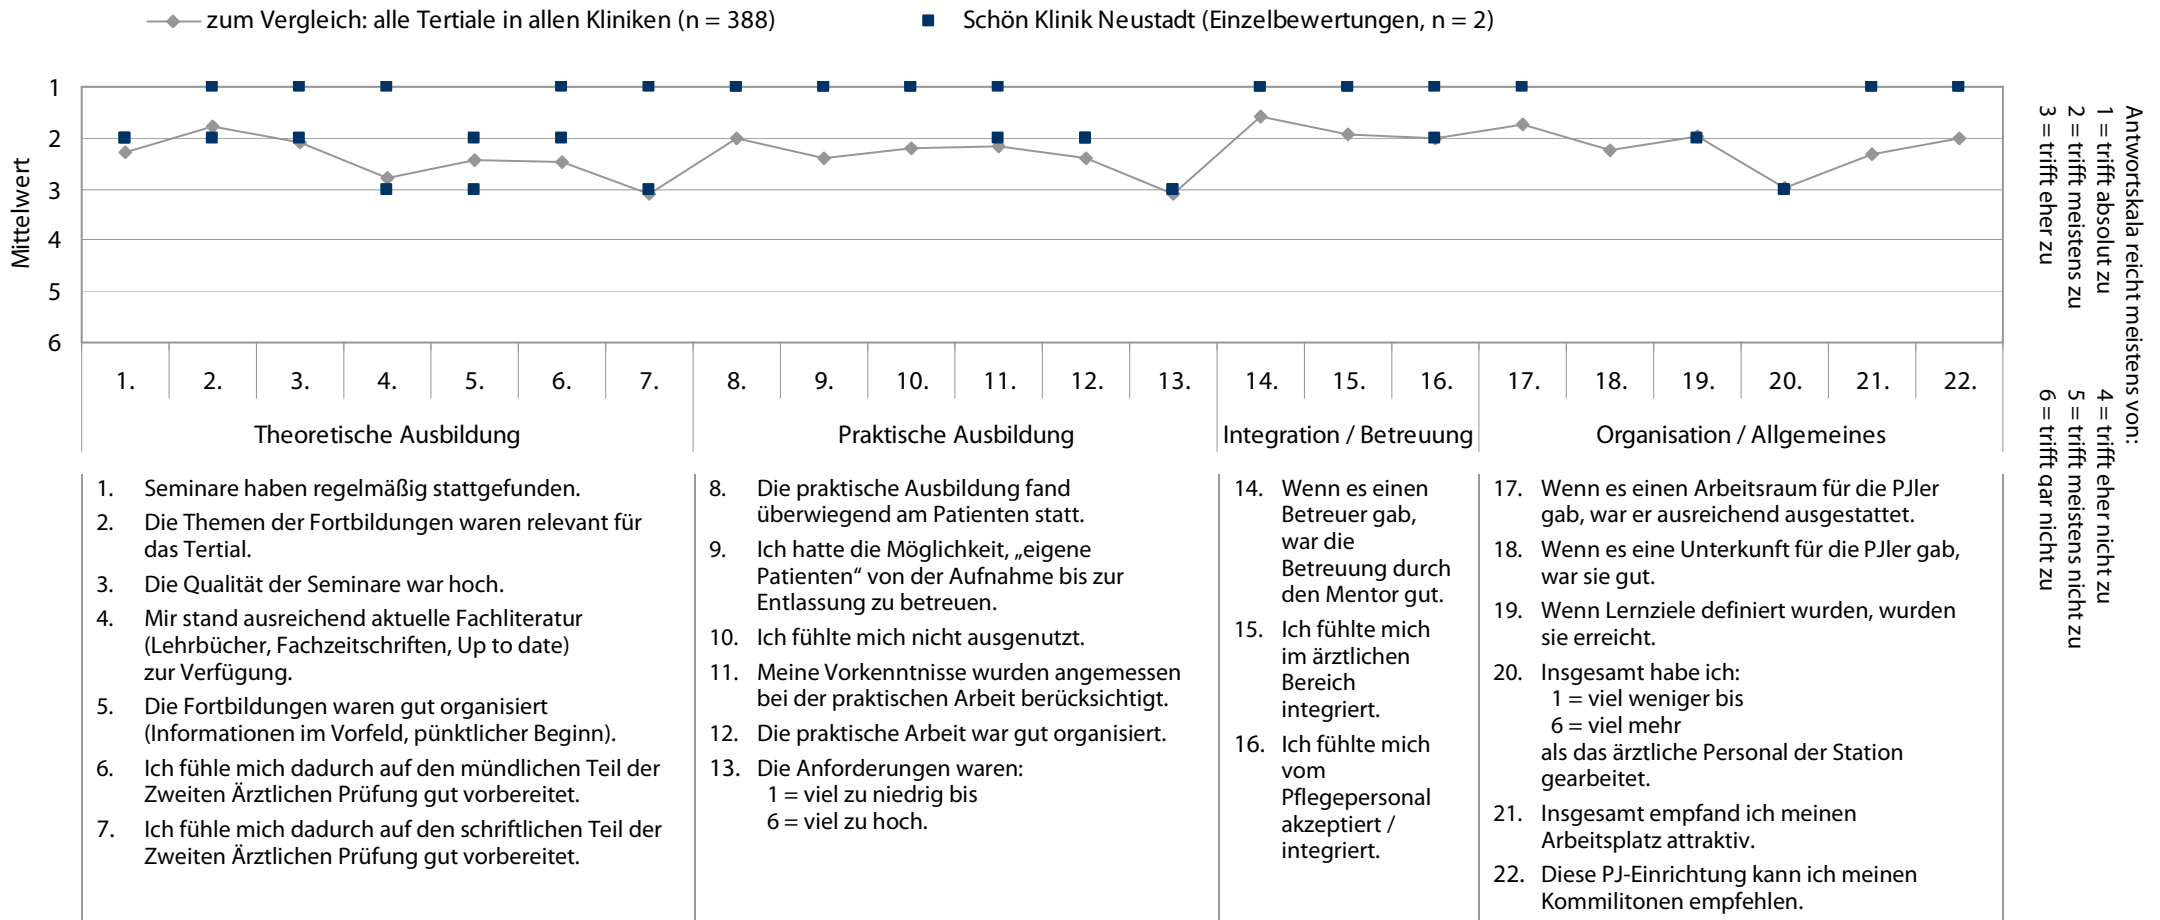 zum Vergleich: alle Tertiale in allen Kliniken (n = 388)
Schön Klinik Neustadt (Einzelbewertungen, n = 2)
Mittelwert
1
2
3
4
5
6
1.
2.
3.
4.
5.
6.
7.
8.
9.
10.
11.
12.
13.
14.
15.
16.
17.
18.
19.
20.
21.
22.
Theoretische Ausbildung
Praktische Ausbildung
Integration / Betreuung
Organisation / Allgemeines
1. Seminare haben regelmäßig stattgefunden.
2. Die Themen der Fortbildungen waren relevant für
das Tertial.
3. Die Qualität der Seminare war hoch.
4. Mir stand ausreichend aktuelle Fachliteratur
(Lehrbücher, Fachzeitschriften, Up to date)
zur Verfügung.
5. Die Fortbildungen waren gut organisiert
(Informationen im Vorfeld, pünktlicher Beginn).
6. Ich fühle mich dadurch auf den mündlichen Teil der
Zweiten Ärztlichen Prüfung gut vorbereitet.
7. Ich fühle mich dadurch auf den schriftlichen Teil der
Zweiten Ärztlichen Prüfung gut vorbereitet.
8. Die praktische Ausbildung fand
überwiegend am Patienten statt.
9. Ich hatte die Möglichkeit, „eigene
Patienten“ von der Aufnahme bis zur
Entlassung zu betreuen.
10. Ich fühlte mich nicht ausgenutzt.
11. Meine Vorkenntnisse wurden angemessen
bei der praktischen Arbeit berücksichtigt.
12. Die praktische Arbeit war gut organisiert.
13. Die Anforderungen waren:
1 = viel zu niedrig bis
6 = viel zu hoch.
14. Wenn es einen
Betreuer gab,
war die
Betreuung durch
den Mentor gut.
15. Ich fühlte mich
im ärztlichen
Bereich
integriert.
16. Ich fühlte mich
vom
Pflegepersonal
akzeptiert /
integriert.
17. Wenn es einen Arbeitsraum für die PJler
gab, war er ausreichend ausgestattet.
18. Wenn es eine Unterkunft für die PJler gab,
war sie gut.
19. Wenn Lernziele definiert wurden, wurden
sie erreicht.
20. Insgesamt habe ich:
1 = viel weniger bis
6 = viel mehr
als das ärztliche Personal der Station
gearbeitet.
21. Insgesamt empfand ich meinen
Arbeitsplatz attraktiv.
22. Diese PJ-Einrichtung kann ich meinen
Kommilitonen empfehlen.
Antwortskala reicht meistens von:
1 = trifft absolut zu
2 = trifft meistens zu
3 = trifft eher zu
4 = trifft eher nicht zu
5 = trifft meistens nicht zu
6 = trifft gar nicht zu